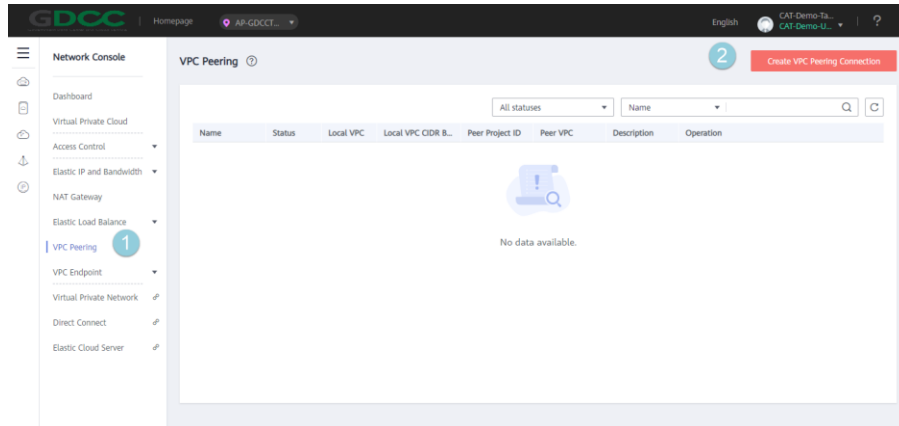 GDCC
Homepage
AP-GDCCT...
English
CAT-Demo-Ta...
CAT-Demo-U...
?
Network Console
Dashboard
Virtual Private Cloud
Access Control
Elastic IP and Bandwidth
NAT Gateway
Elastic Load Balance
VPC Peering
1
VPC Endpoint
Virtual Private Network
Direct Connect
Elastic Cloud Server
VPC Peering ?
2
Create VPC Peering Connection
All statuses
Name
Name Status Local VPC Local VPC CIDR B... Peer Project ID Peer VPC Description Operation
No data available.